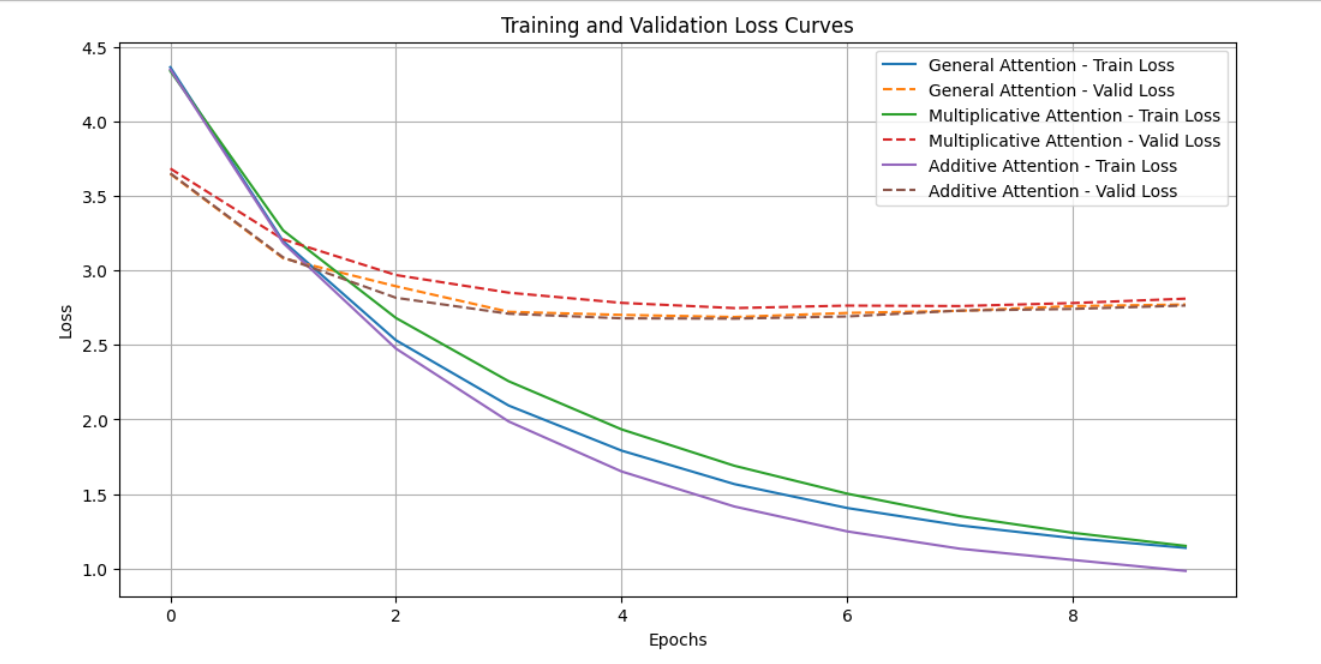 Training and Validation Loss Curves
4.5
4.0
3.5
3.0
2.5
2.0
1.5
1.0
Loss
General Attention - Train Loss
General Attention - Valid Loss
Multiplicative Attention - Train Loss
Multiplicative Attention - Valid Loss
Additive Attention - Train Loss
Additive Attention - Valid Loss
0 2 4 6 8
Epochs